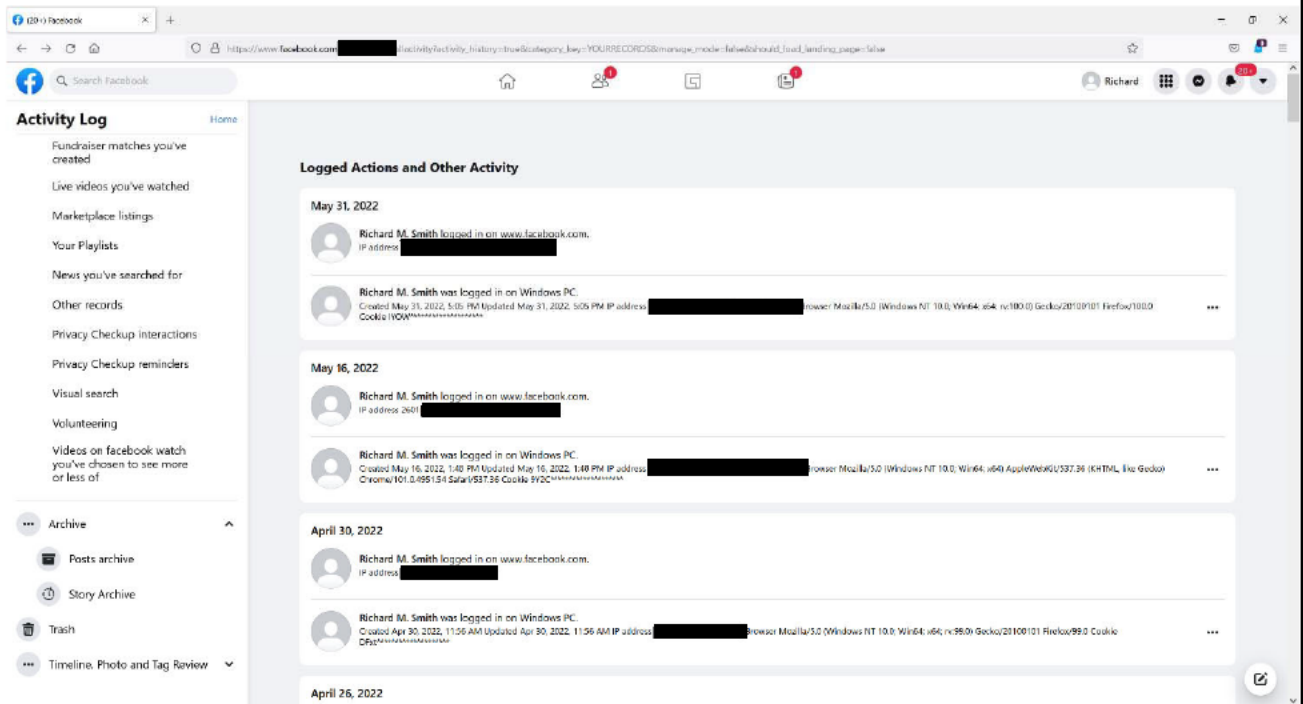 (20+) Facebook
https://www.facebook.com/allactivity?activity_history=true&category_key=YOURRECORDS&manage_mode=false&should_load_landing_page=false
Search Facebook
1
1
Richard
20+
Activity Log
Home
Fundraiser matches you've
created
Live videos you've watched
Marketplace listings
Your Playlists
News you've searched for
Other records
Privacy Checkup interactions
Privacy Checkup reminders
Visual search
Volunteering
Videos on facebook watch
you've chosen to see more
or less of
Archive
Posts archive
Story Archive
Trash
Timeline, Photo and Tag Review
Logged Actions and Other Activity
May 31, 2022
Richard M. Smith logged in on www.facebook.com.
IP address
Richard M. Smith was logged in on Windows PC.
Created May 31, 2022, 5:05 PM Updated May 31, 2022, 5:05 PM IP address rowser Mozilla/5.0 (Windows NT 10.0; Win64; x64; rv:100.0) Gecko/20100101 Firefox/100.0
Cookie
May 16, 2022
Richard M. Smith logged in on www.facebook.com.
IP address 2601
Richard M. Smith was logged in on Windows PC.
Created May 16, 2022, 1:48 PM Updated May 16, 2022, 1:48 PM IP address rowser Mozilla/5.0 (Windows NT 10.0; Win64; x64) AppleWebKit/537.36 (KHTML, like Gecko)
Chrome/101.0.4951.54 Safari/537.36 Cookie
April 30, 2022
Richard M. Smith logged in on www.facebook.com.
IP address
Richard M. Smith was logged in on Windows PC.
Created Apr 30, 2022, 11:56 AM Updated Apr 30, 2022, 11:56 AM IP address Browser Mozilla/5.0 (Windows NT 10.0; Win64; x64; rv:99.0) Gecko/20100101 Firefox/99.0 Cookie
April 26, 2022